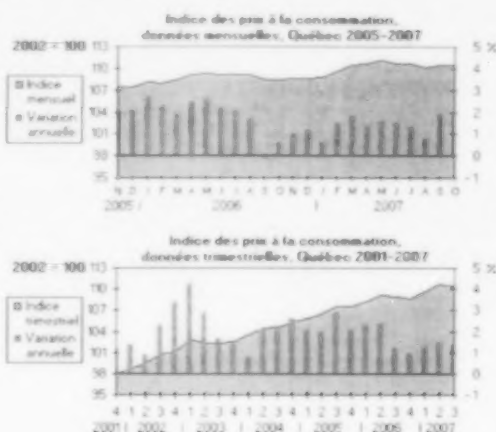 Indice des prix à la consommation,
données mensuelles, Québec 2005-2007
2002 = 100
113
110
107
104
101
98
95
5 %
4
3
2
1
0
-1
Indice
mensuel
Variation
annuelle
N D J F M A M J J A S O N D J F M A M J J A S O
2005 2006 2007
Indice des prix à la consommation,
données trimestrielles, Québec 2001-2007
2002 = 100
113
110
107
104
101
98
95
5 %
4
3
2
1
0
-1
Indice
trimestriel
Variation
annuelle
4 1 2 3 4 1 2 3 4 1 2 3 4 1 2 3 4 1 2 3 4 1 2 3
2001 2002 2003 2004 2005 2006 2007